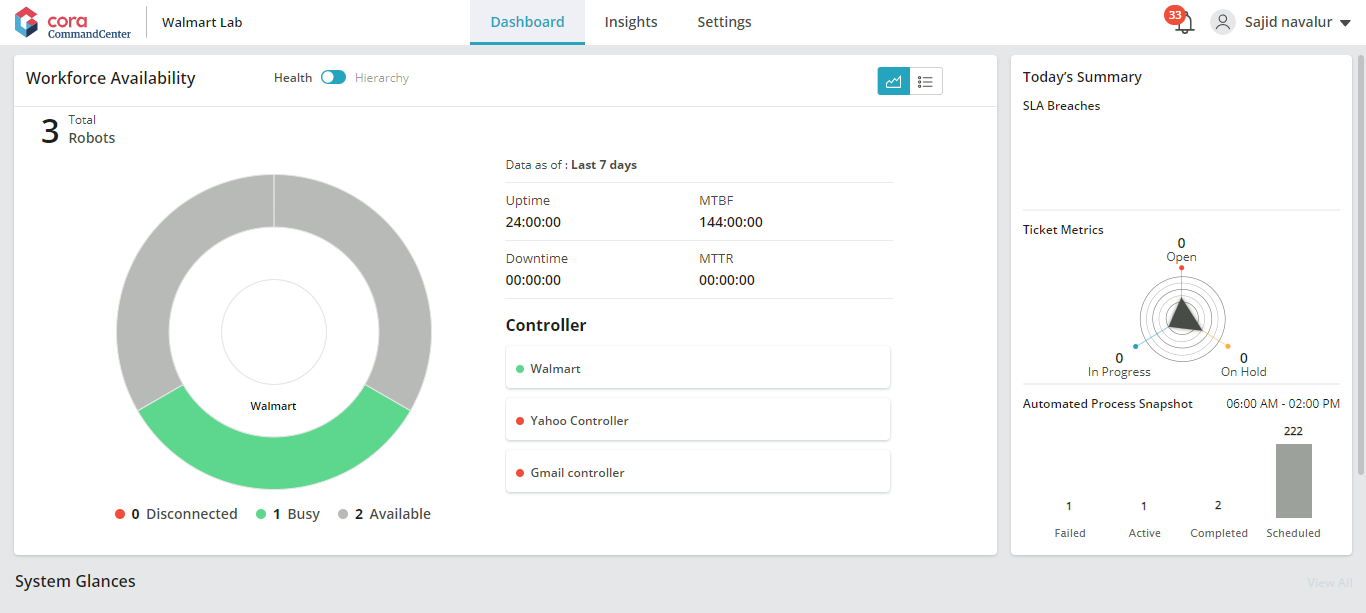 cora
CommandCenter
Walmart Lab
Dashboard
Insights
Settings
33
Sajid navalur
Workforce Availability
Health
Hierarchy
3
Total
Robots
Walmart
0 Disconnected
1 Busy
2 Available
Data as of : Last 7 days
Uptime
24:00:00
MTBF
144:00:00
Downtime
00:00:00
MTTR
00:00:00
Controller
Walmart
Yahoo Controller
Gmail controller
Today's Summary
SLA Breaches
Ticket Metrics
0
Open
0
In Progress
0
On Hold
Automated Process Snapshot
06:00 AM - 02:00 PM
1
Failed
1
Active
2
Completed
222
Scheduled
System Glances
View All